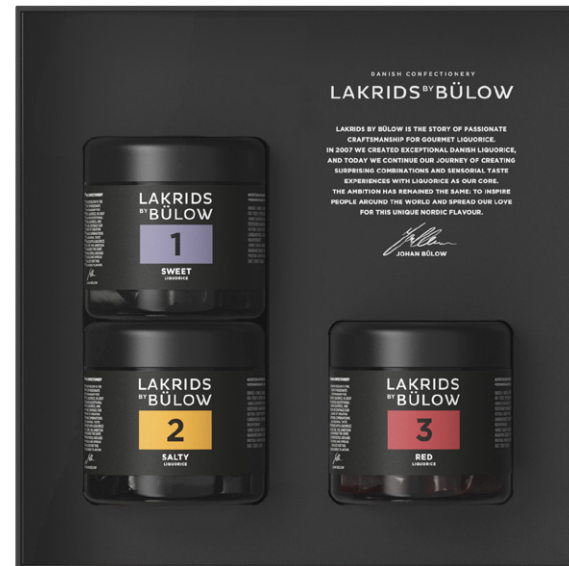 DANISH CONFECTIONERY
LAKRIDS BY BÜLOW
LAKRIDS BY BÜLOW IS THE STORY OF PASSIONATE
CRAFTSMANSHIP FOR GOURMET LIQUORICE.
IN 2007 WE CREATED EXCEPTIONAL DANISH LIQUORICE,
AND TODAY WE CONTINUE OUR JOURNEY OF CREATING
SURPRISING COMBINATIONS AND SENSORIAL TASTE
EXPERIENCES WITH LIQUORICE AS OUR CORE.
THE AMBITION HAS REMAINED THE SAME: TO INSPIRE
PEOPLE AROUND THE WORLD AND SPREAD OUR LOVE
FOR THIS UNIQUE NORDIC FLAVOUR.
JOHAN BÜLOW
LAKRIDS
BY BÜLOW
1
SWEET
LIQUORICE
LAKRIDS
BY BÜLOW
2
SALTY
LIQUORICE
LAKRIDS
BY BÜLOW
3
RED
LIQUORICE